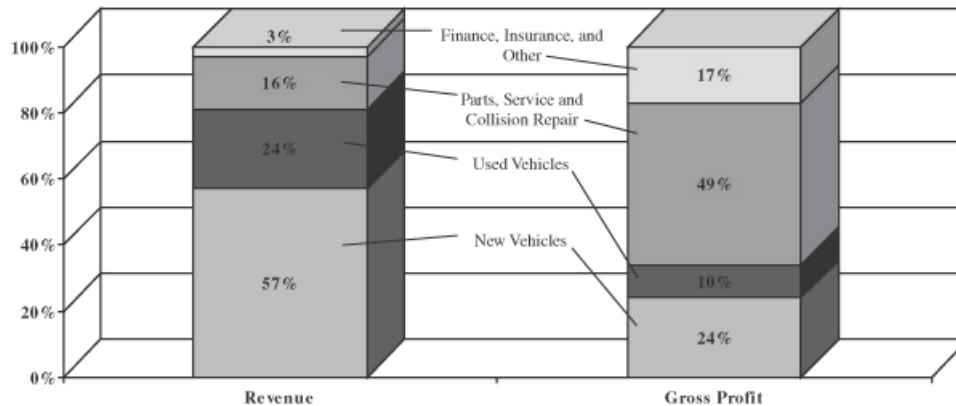 100%
80%
60%
40%
20%
0%
3%
16%
24%
57%
Finance, Insurance, and
Other
Parts, Service and
Collision Repair
Used Vehicles
New Vehicles
17%
49%
10%
24%
Revenue
Gross Profit